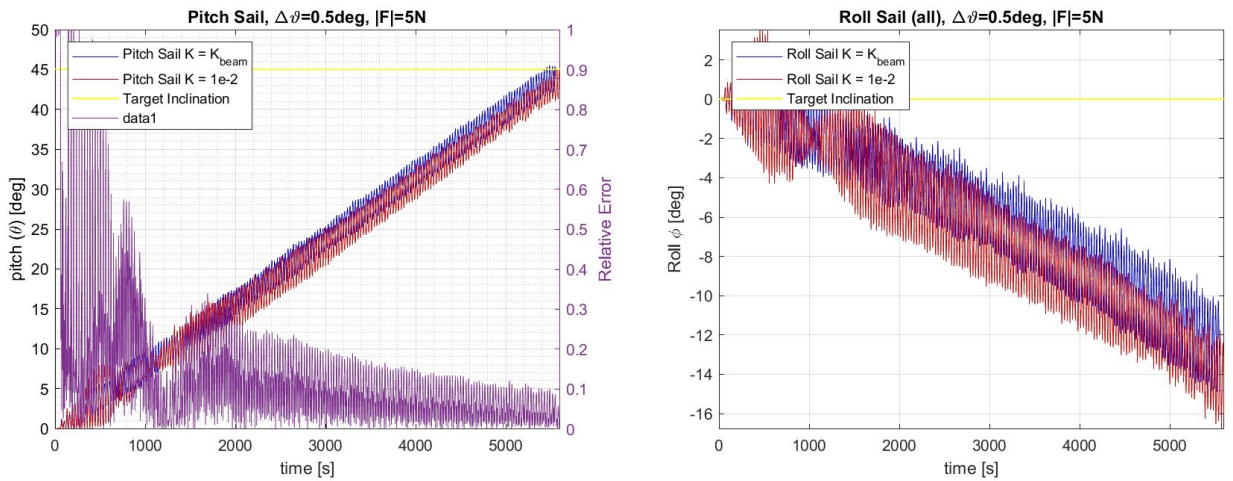 Pitch Sail, Δϑ=0.5deg, |F|=5N
50
45
40
35
30
25
20
15
10
5
0
pitch (θ) [deg]
Pitch Sail K = K_beam
Pitch Sail K = 1e-2
Target Inclination
data1
1
0.9
0.8
0.7
0.6
0.5
0.4
0.3
0.2
0.1
0
Relative Error
0 1000 2000 3000 4000 5000
time [s]
Roll Sail (all), Δϑ=0.5deg, |F|=5N
2
0
-2
-4
-6
-8
-10
-12
-14
-16
Roll ϕ [deg]
Roll Sail K = K_beam
Roll Sail K = 1e-2
Target Inclination
0 1000 2000 3000 4000 5000
time [s]